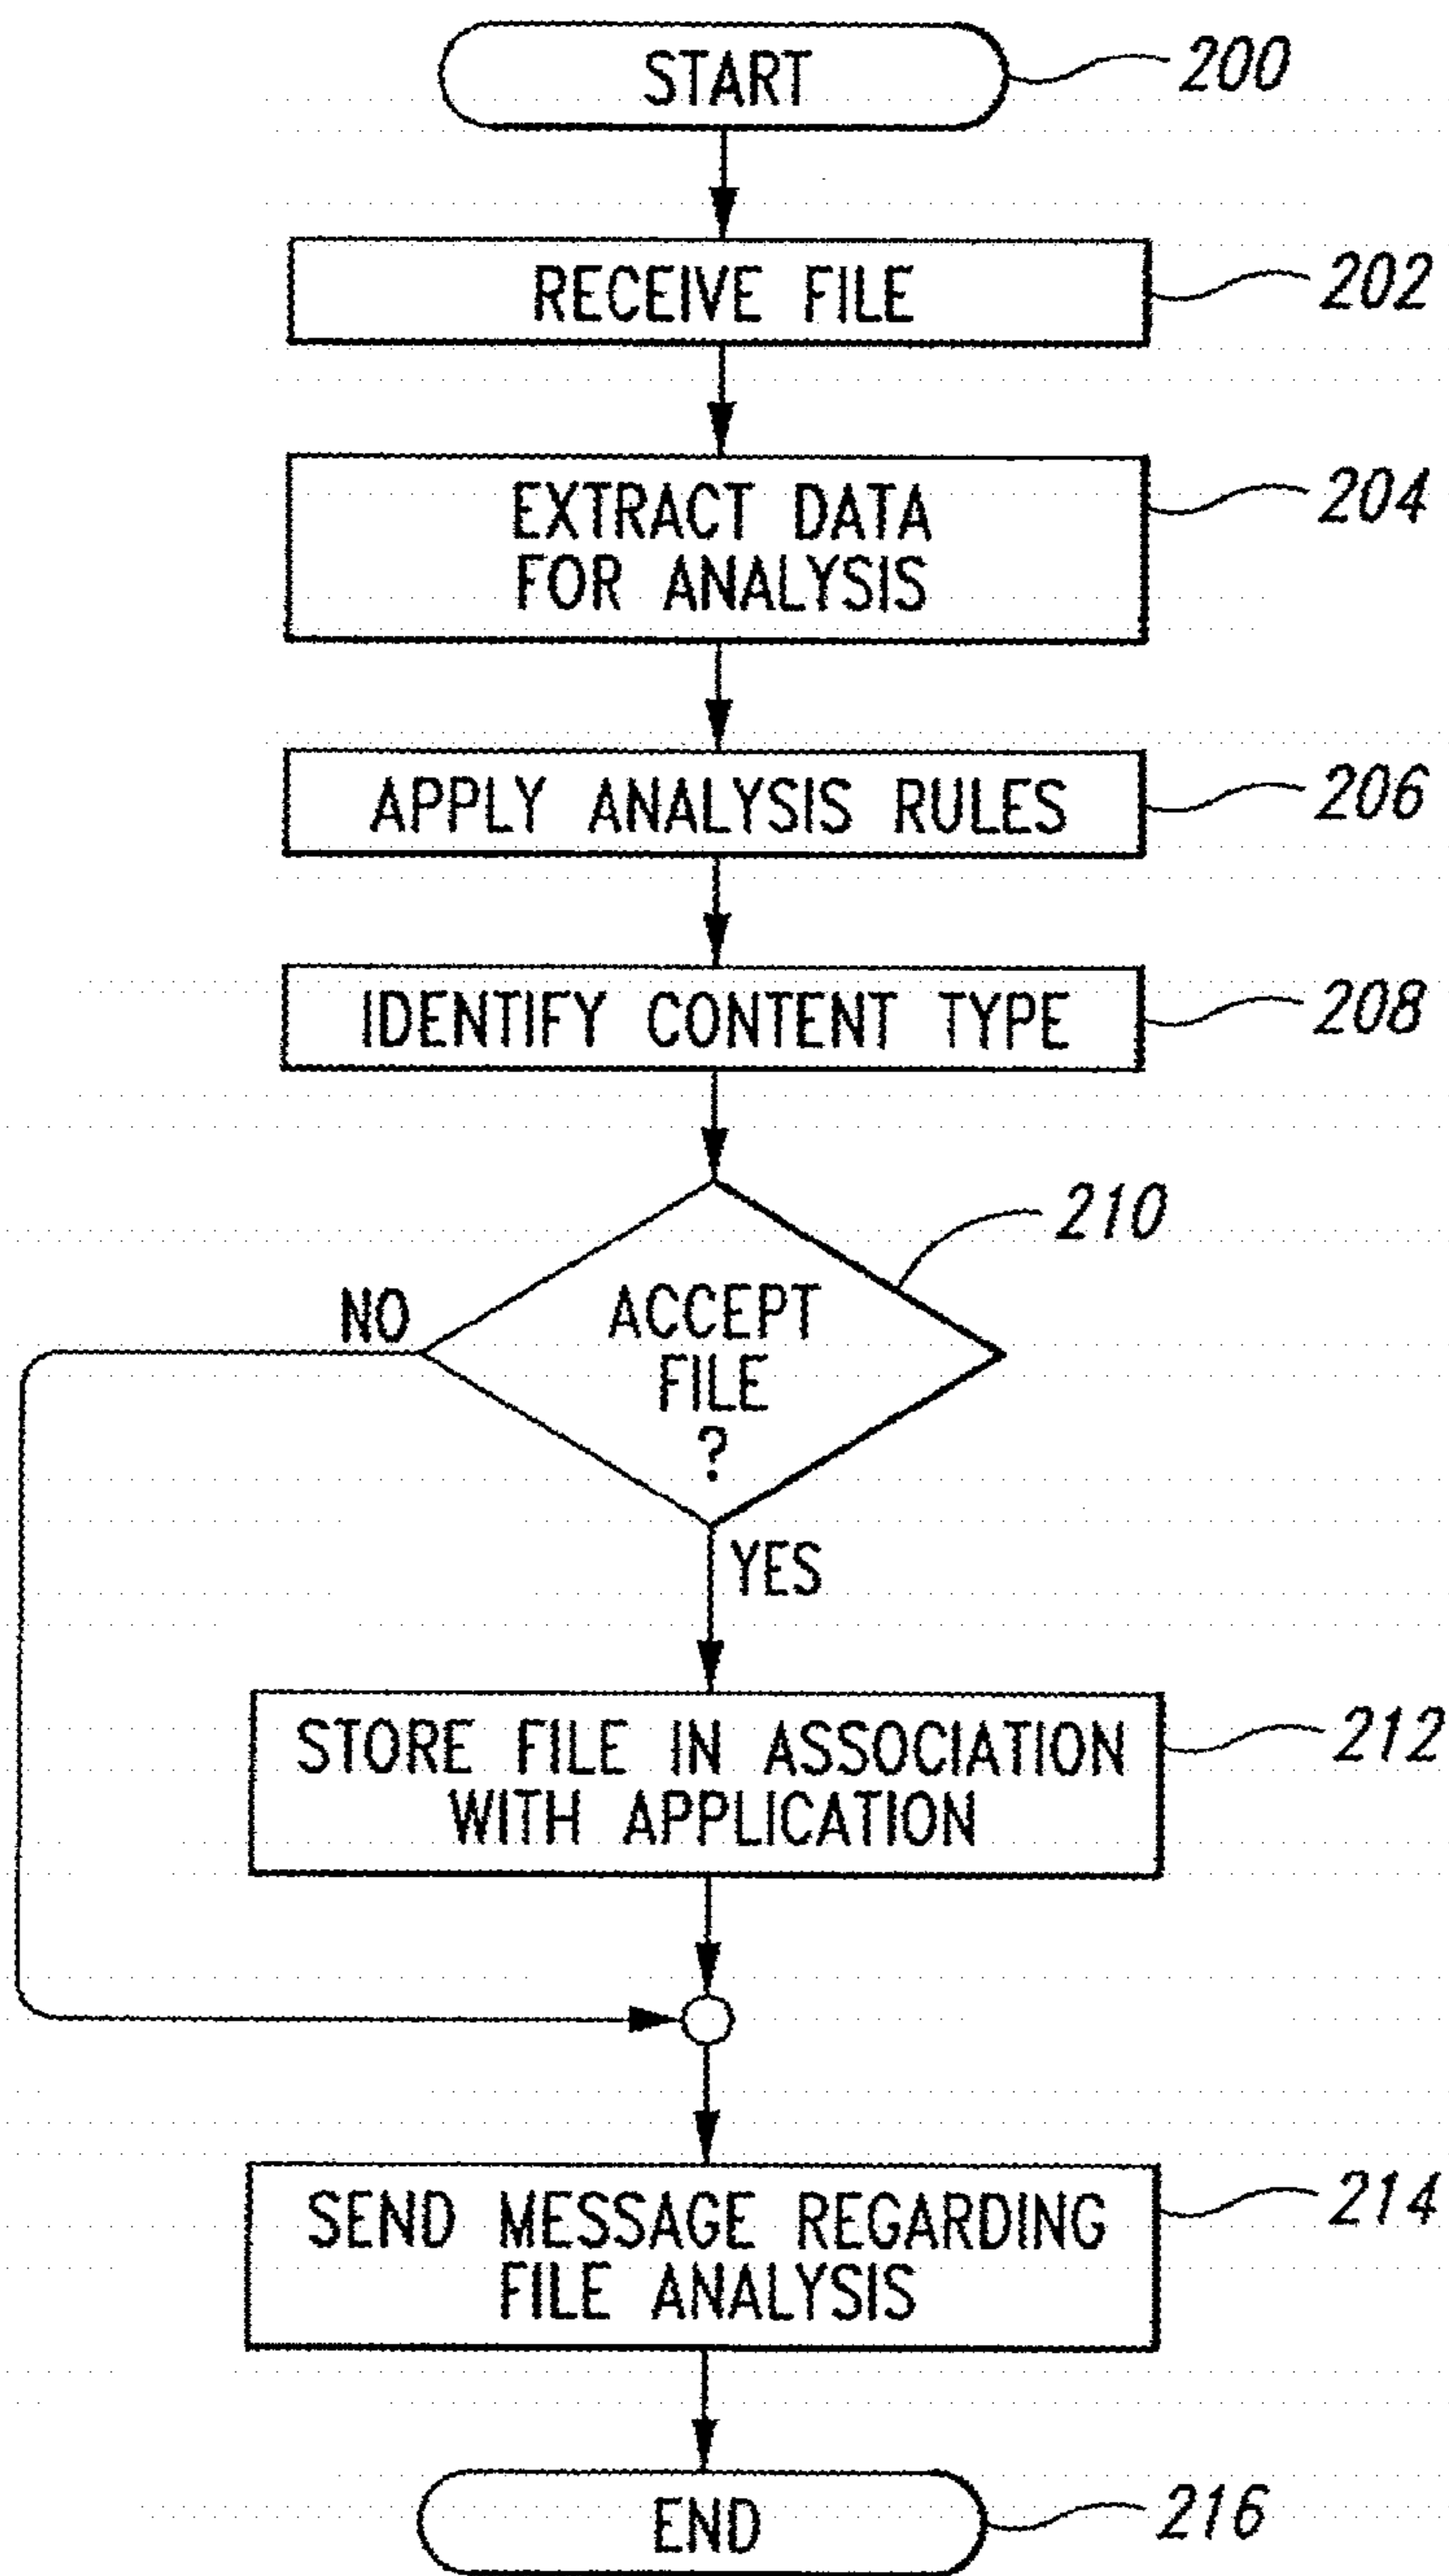 START
200
RECEIVE FILE
202
EXTRACT DATA
FOR ANALYSIS
204
APPLY ANALYSIS RULES
206
IDENTIFY CONTENT TYPE
208
210
NO
ACCEPT
FILE
?
YES
STORE FILE IN ASSOCIATION
WITH APPLICATION
212
SEND MESSAGE REGARDING
FILE ANALYSIS
214
END
216